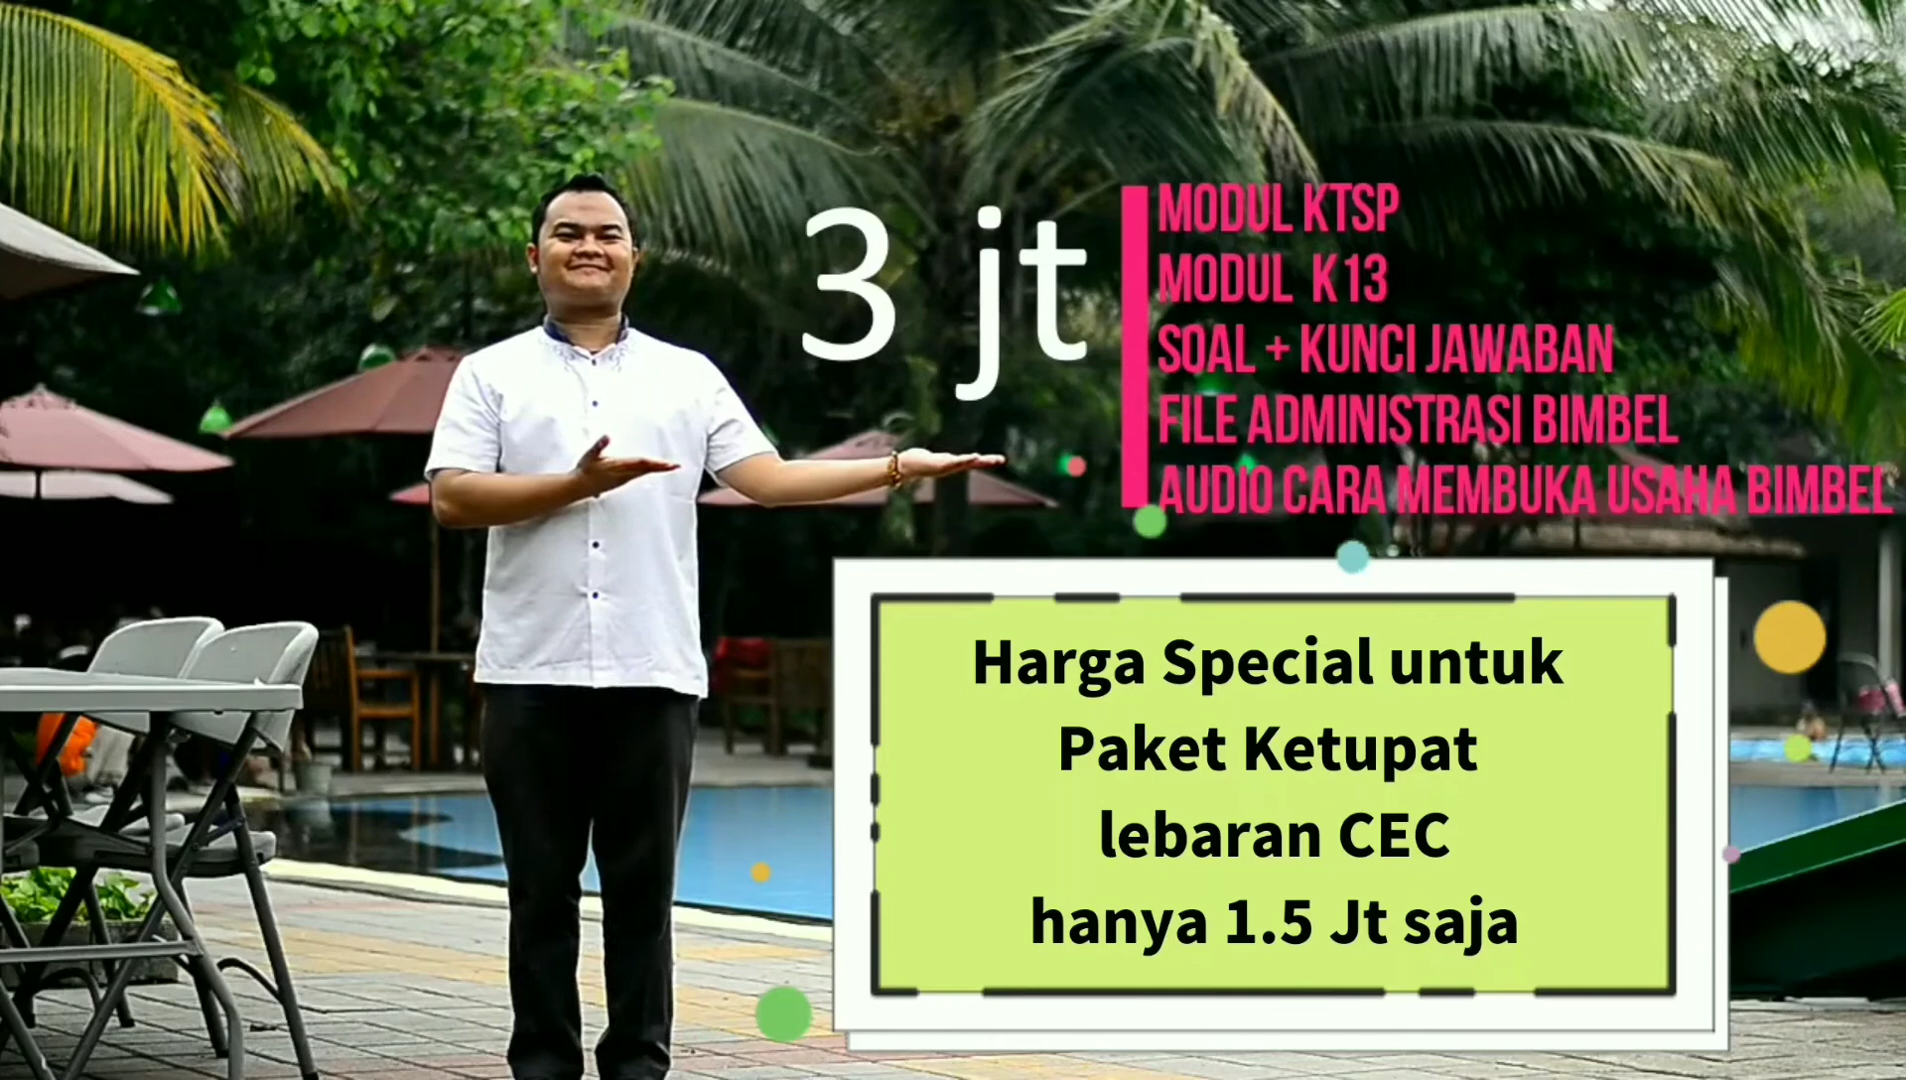 3 jt
MODUL KTSP
MODUL K13
SOAL + KUNCI JAWABAN
FILE ADMINISTRASI BIMBEL
AUDIO CARA MEMBUKA USAHA BIMBEL
Harga Special untuk
Paket Ketupat
lebaran CEC
hanya 1.5 Jt saja